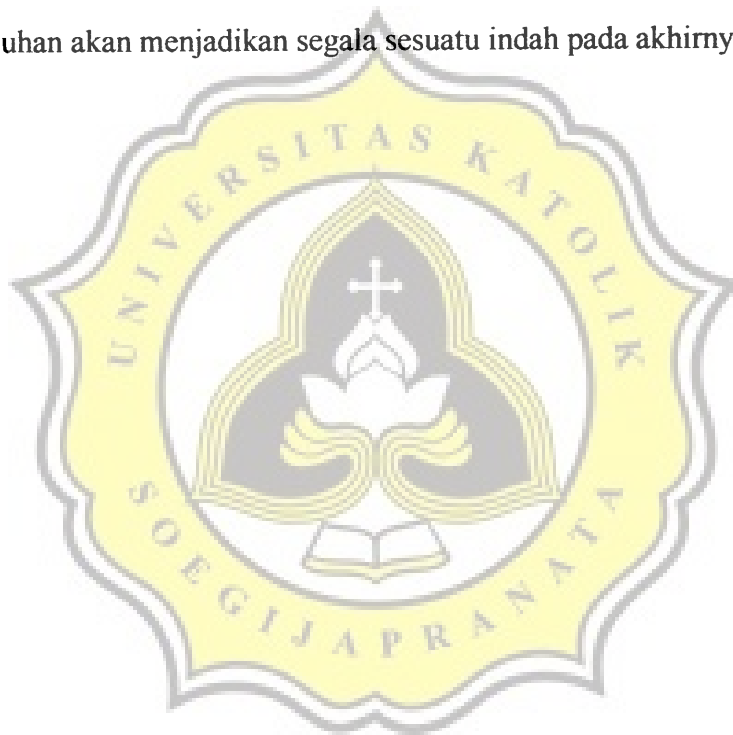 uhan akan menjadikan segala sesuatu indah pada akhirny
UNIVERSITAS KATOLIK
SOEGIJAPRANATA